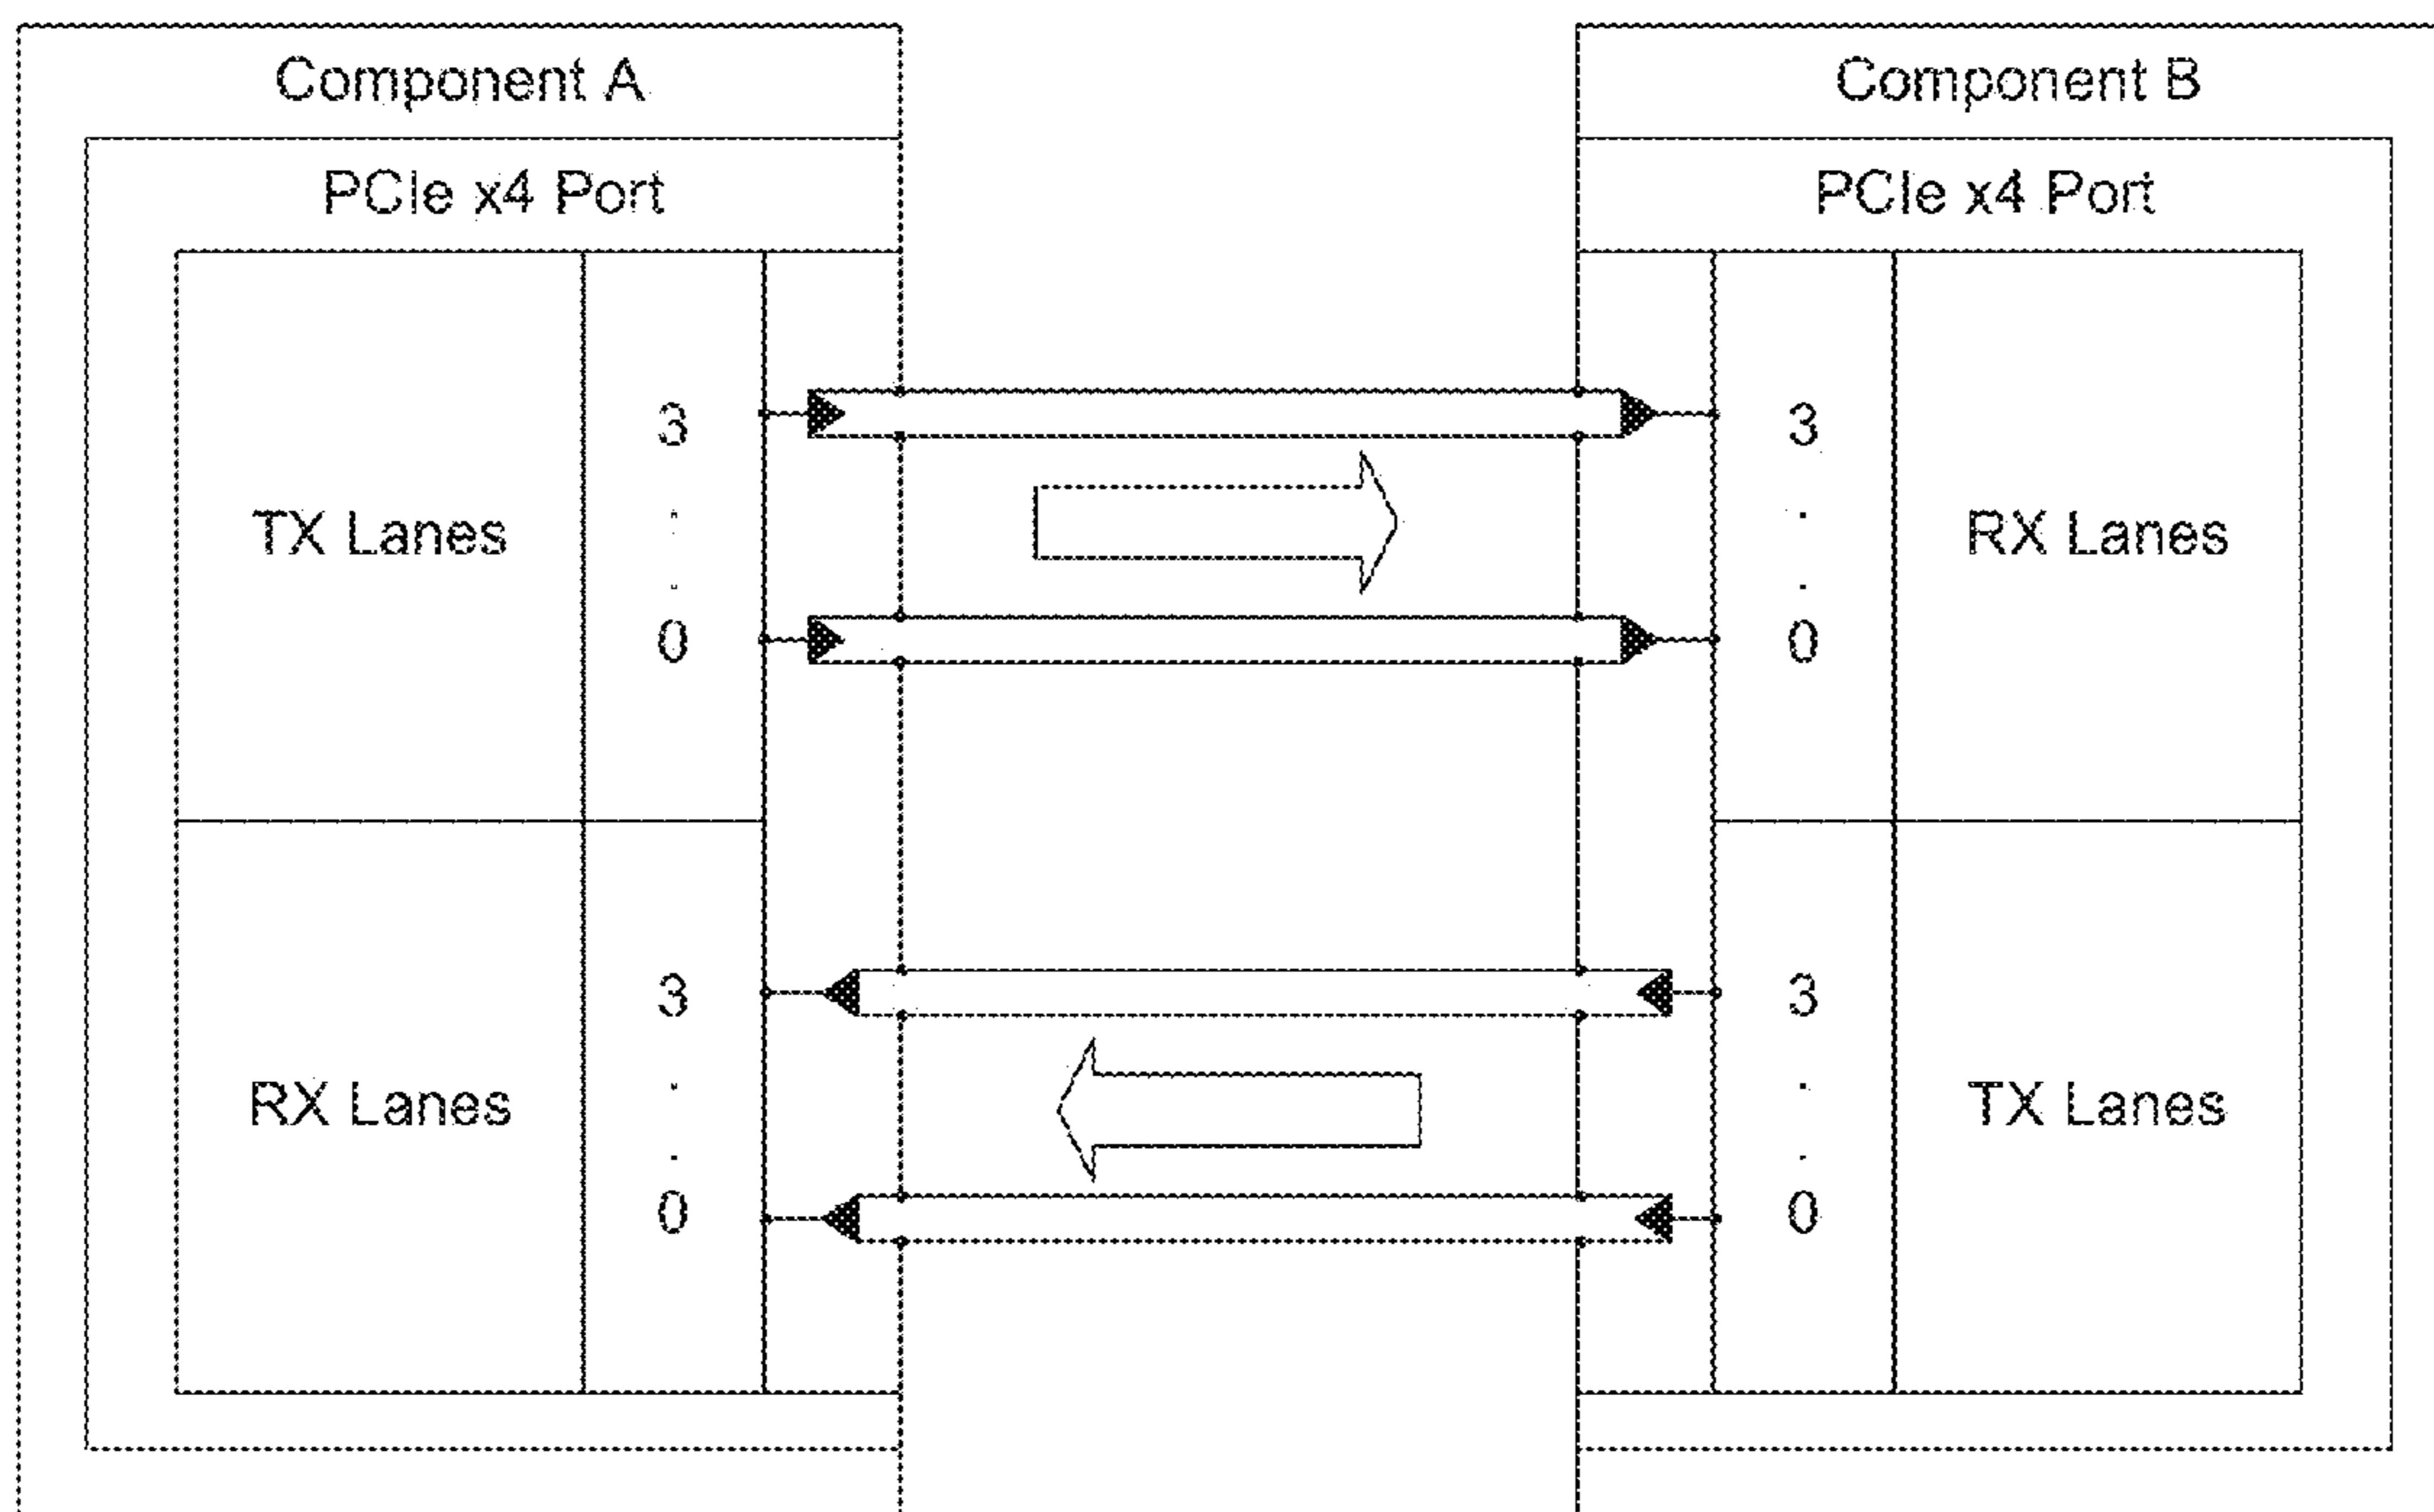 Component A
PCIe x4 Port
TX Lanes
3
.
.
0
RX Lanes
3
.
.
0
Component B
PCIe x4 Port
3
.
.
0
RX Lanes
3
.
.
0
TX Lanes